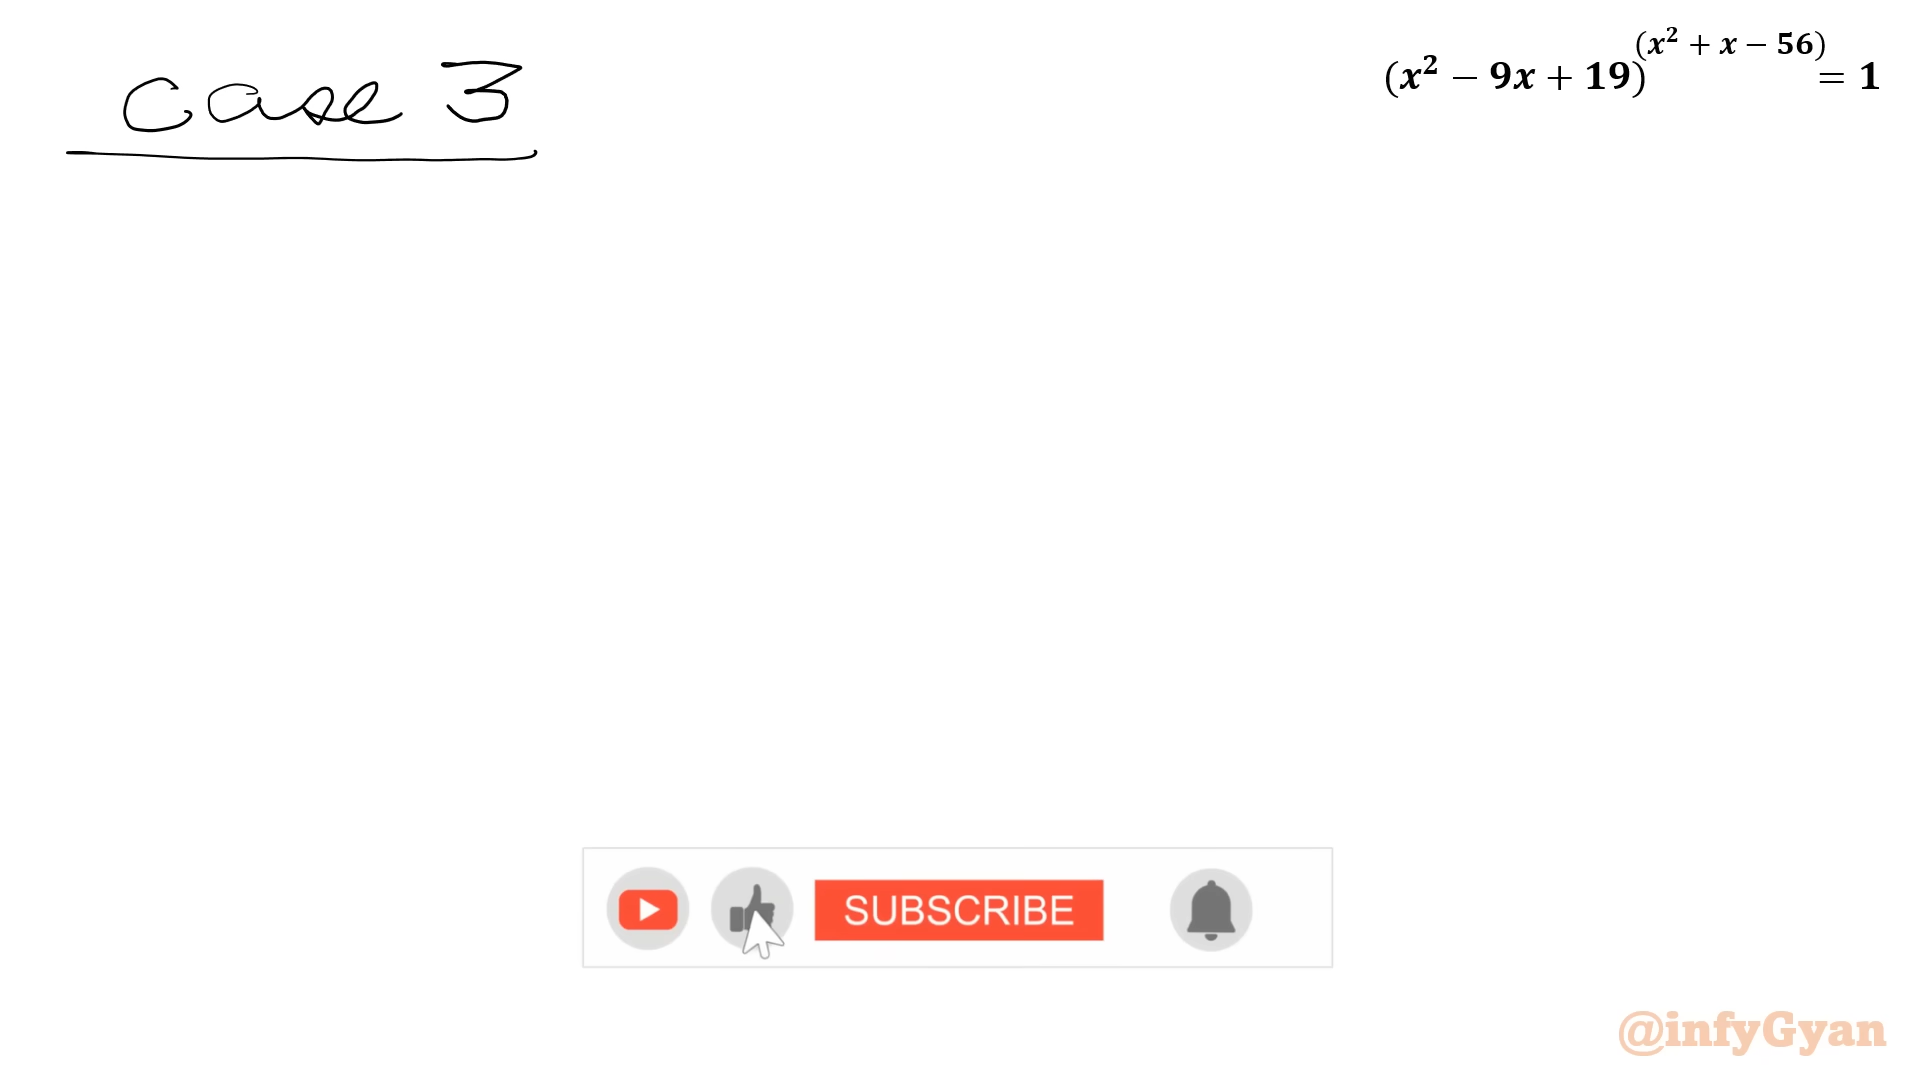 case 3
(x² − 9x + 19)^(x² + x − 56) = 1
SUBSCRIBE
@infyGyan